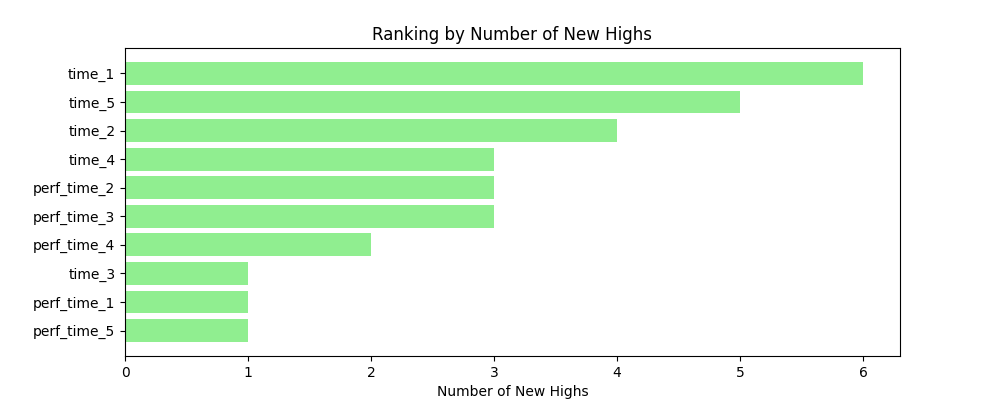 Ranking by Number of New Highs
time_1
time_5
time_2
time_4
perf_time_2
perf_time_3
perf_time_4
time_3
perf_time_1
perf_time_5
0 1 2 3 4 5 6
Number of New Highs